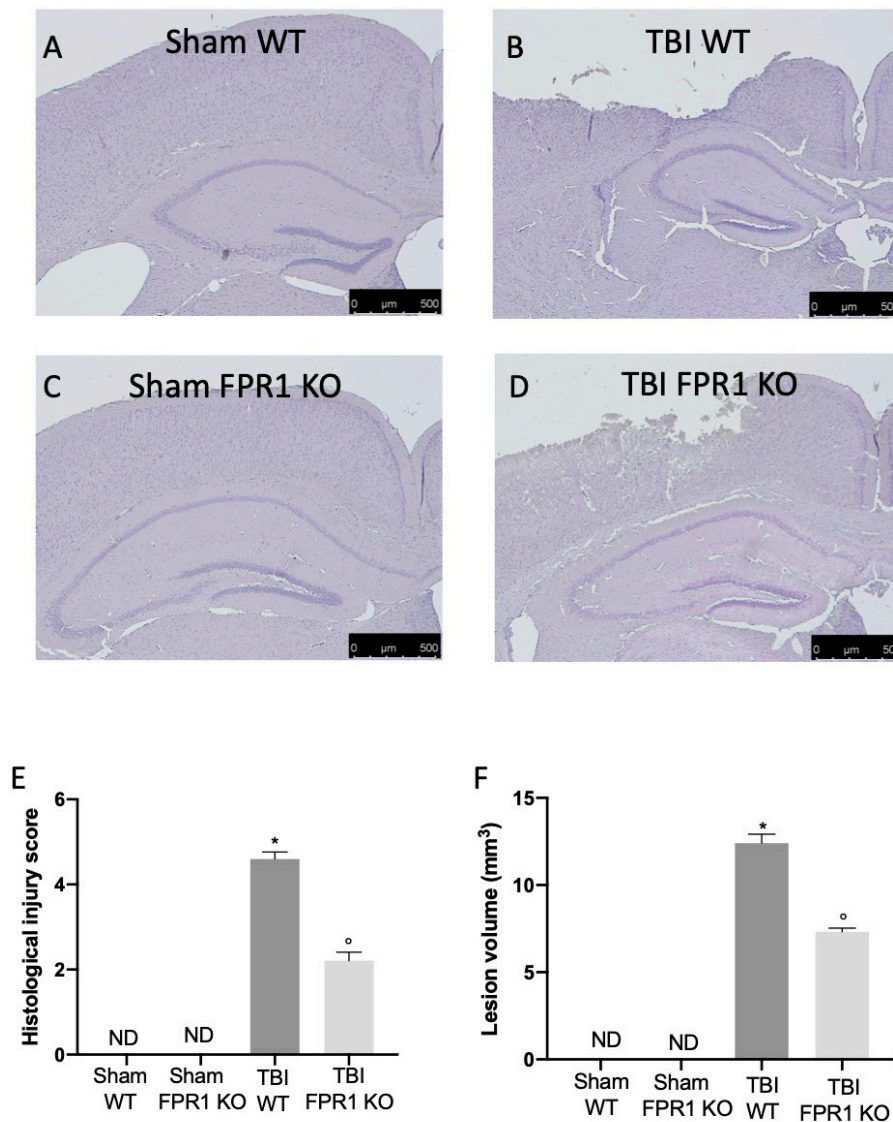 A Sham WT
B TBI WT
0 µm 500
0 µm 50
C Sham FPR1 KO
D TBI FPR1 KO
0 µm 500
0 µm 50
E
Histological injury score
6
4
2
0
ND
ND
*
°
Sham WT
Sham FPR1 KO
TBI WT
TBI FPR1 KO
F
Lesion volume (mm³)
15
10
5
0
ND
ND
*
°
Sham WT
Sham FPR1 KO
TBI WT
TBI FPR1 KO